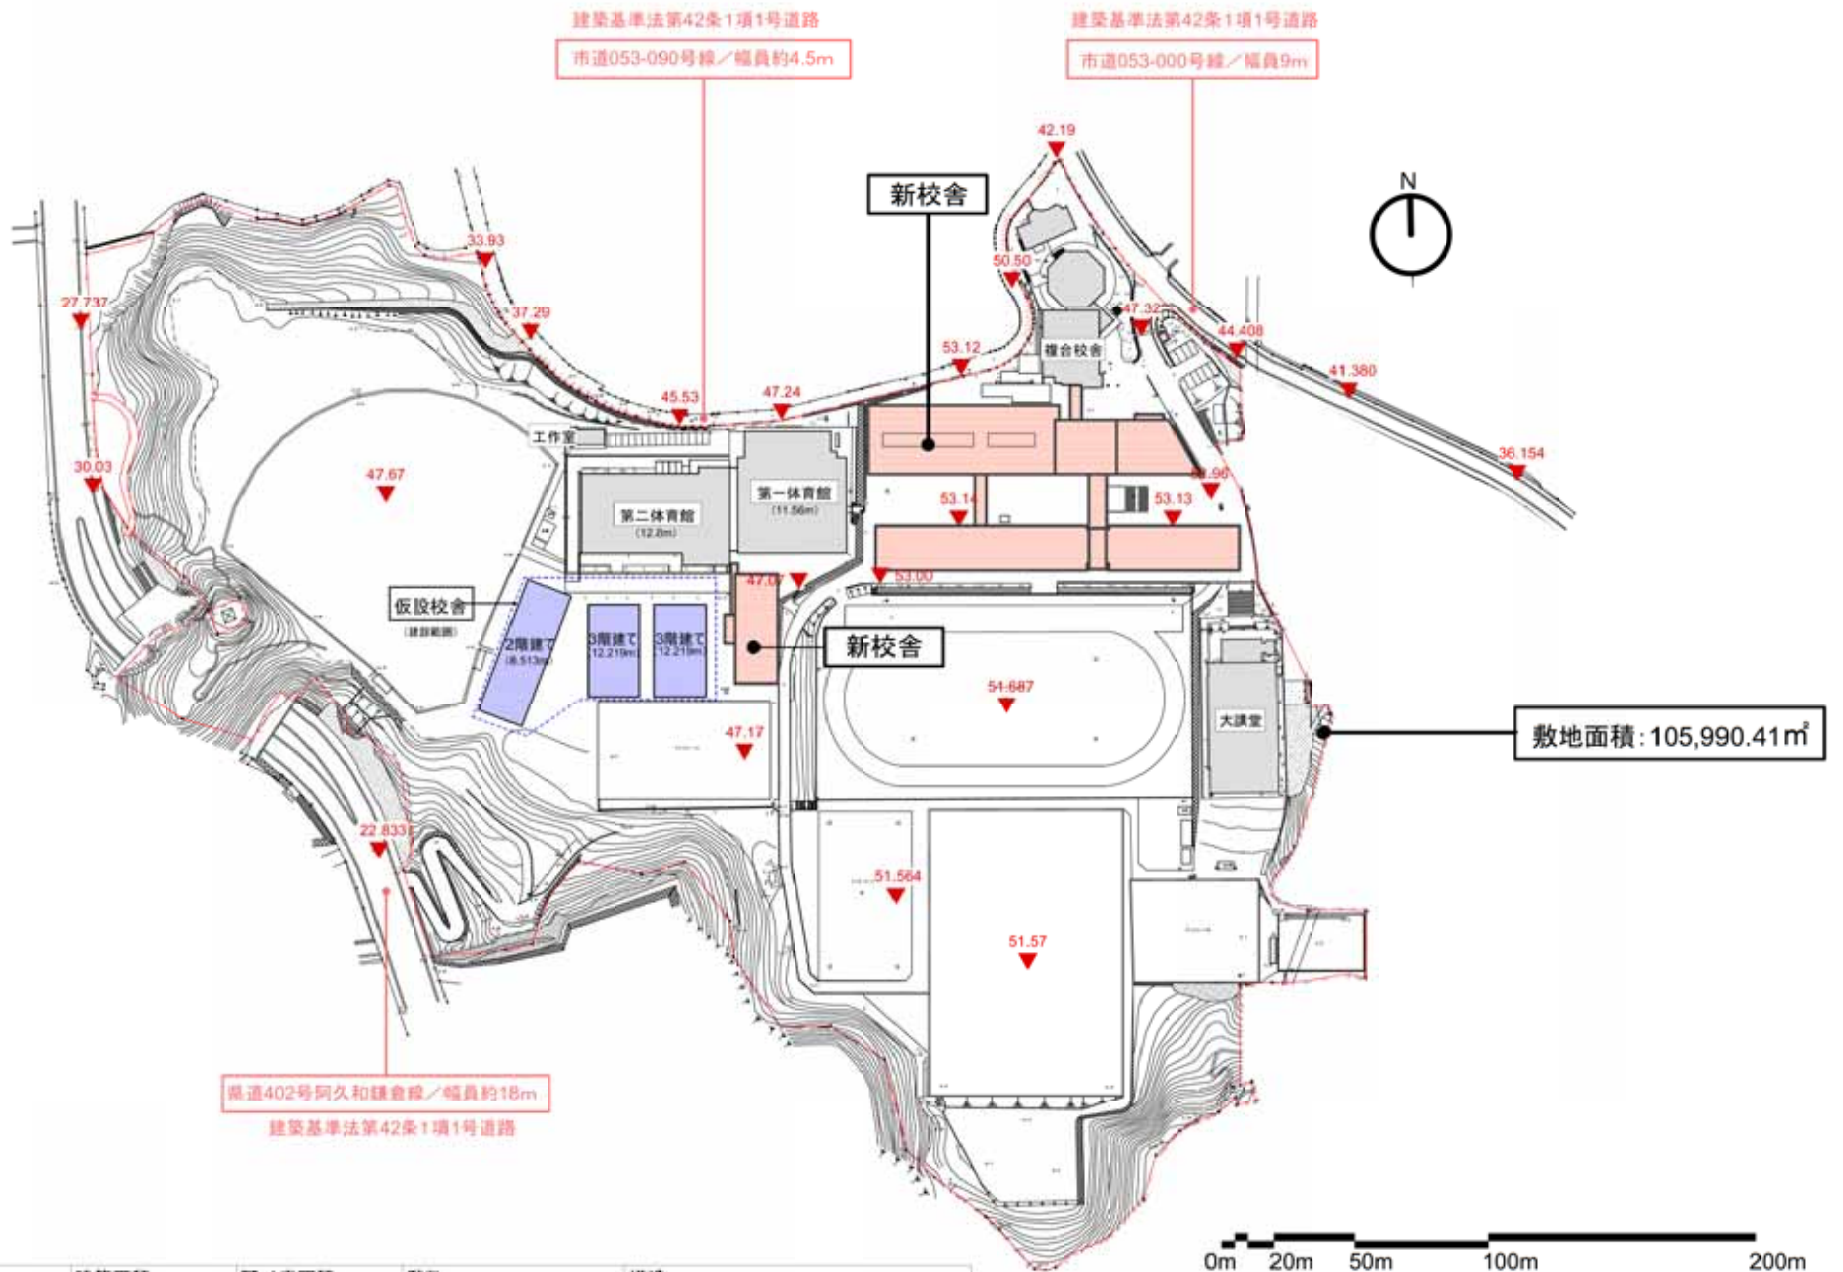 建築基準法第42条1項1号道路
市道053-090号線／幅員約4.5m
建築基準法第42条1項1号道路
市道053-000号線／幅員9m
42.19
新校舎
N
33.93
50.50
27.737
37.29
47.32
44.408
複合校舎
53.12
41.380
45.53
47.24
工作室
36.154
30.03
47.67
第一体育館
(11.56m)
第二体育館
(12.8m)
53.14
53.13
53.00
仮設校舎
(建設範囲)
2階建て
(8.513m)
3階建て
(12.219m)
3階建て
(12.219m)
新校舎
51.687
大講堂
敷地面積：105,990.41㎡
47.17
22.833
51.564
51.57
県道402号阿久和鎌倉線／幅員約18m
建築基準法第42条1項1号道路
0m 20m 50m 100m 200m